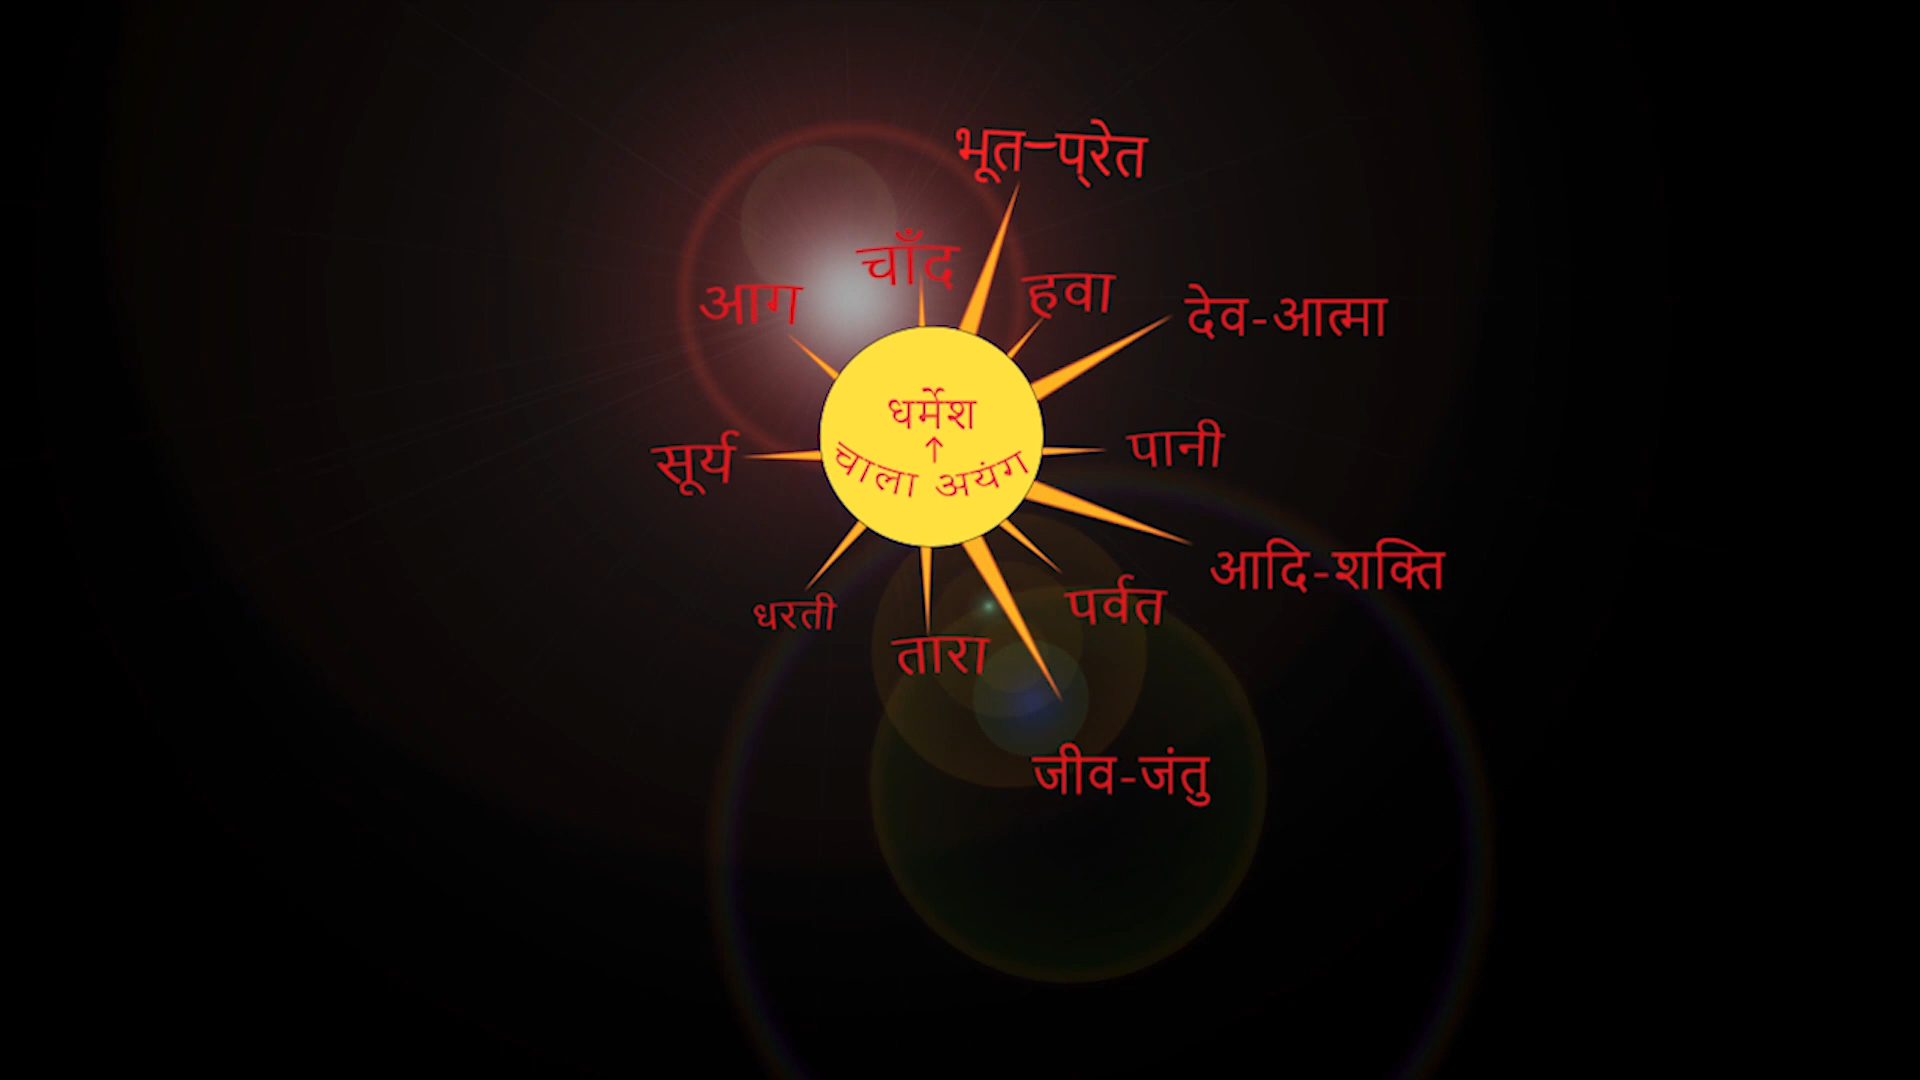 भूत-प्रेत
चाँद
हवा
आग
देव-आत्मा
धर्मेश
↑
चाला अयंग
सूर्य
पानी
आदि-शक्ति
पर्वत
धरती
तारा
जीव-जंतु